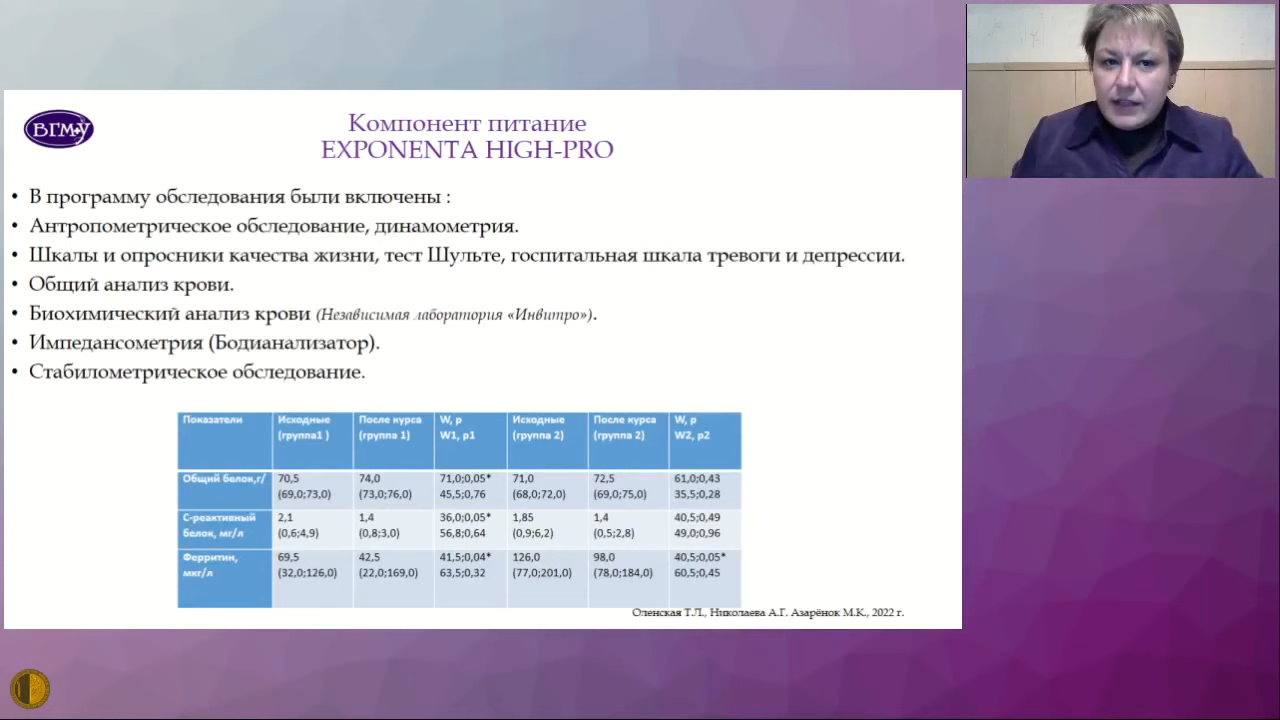 ВГМУ
Компонент питание
EXPONENTA HIGH-PRO
• В программу обследования были включены :
• Антропометрическое обследование, динамометрия.
• Шкалы и опросники качества жизни, тест Шульте, госпитальная шкала тревоги и депрессии.
• Общий анализ крови.
• Биохимический анализ крови (Независимая лаборатория «Инвитро»).
• Импедансометрия (Бодианализатор).
• Стабилометрическое обследование.
Показатели Исходные После курса W, p Исходные После курса W, p
(группа1 ) (группа 1) W1, p1 (группа 2) (группа 2) W2, p2
Общий белок,г/ 70,5 74,0 71,0;0,05* 71,0 72,5 61,0;0,43
(69,0;73,0) (73,0;76,0) 45,5;0,76 (68,0;72,0) (69,0;75,0) 35,5;0,28
С-реактивный 2,1 1,4 36,0;0,05* 1,85 1,4 40,5;0,49
белок, мг/л (0,6;4,9) (0,8;3,0) 56,8;0,64 (0,9;6,2) (0,5;2,8) 49,0;0,96
Ферритин, 69,5 42,5 41,5;0,04* 126,0 98,0 40,5;0,05*
мкг/л (32,0;126,0) (22,0;169,0) 63,5;0,32 (77,0;201,0) (78,0;184,0) 60,5;0,45
Оленская Т.Л., Николаева А.Г. Азарёнок М.К., 2022 г.